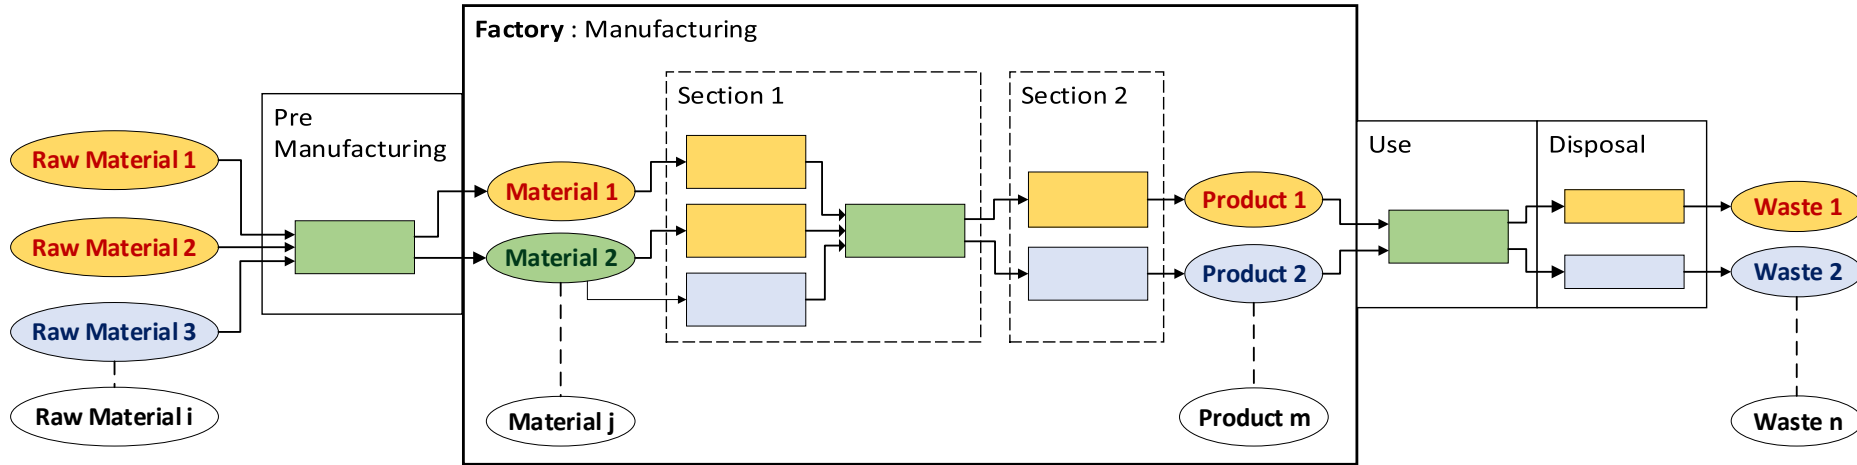 Factory : Manufacturing
Pre
Manufacturing
Section 1
Section 2
Use
Disposal
Raw Material 1
Raw Material 2
Raw Material 3
Raw Material i
Material 1
Material 2
Material j
Product 1
Product 2
Product m
Waste 1
Waste 2
Waste n